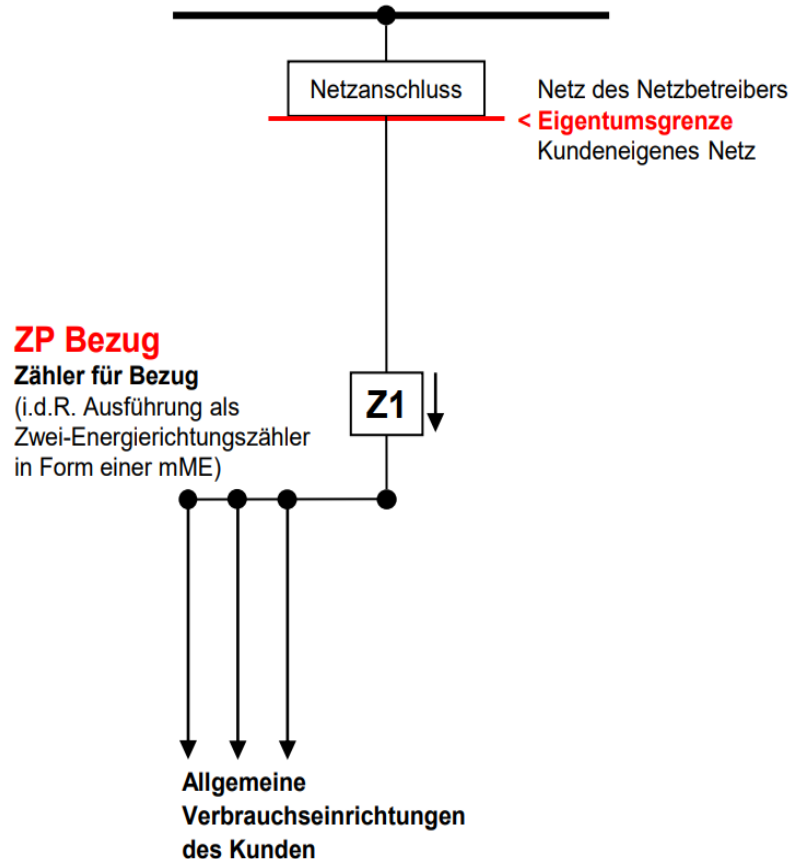 Netzanschluss
Netz des Netzbetreibers
< Eigentumsgrenze
Kundeneigenes Netz
ZP Bezug
Zähler für Bezug
(i.d.R. Ausführung als
Zwei-Energierichtungszähler
in Form einer mME)
Z1
Allgemeine
Verbrauchseinrichtungen
des Kunden